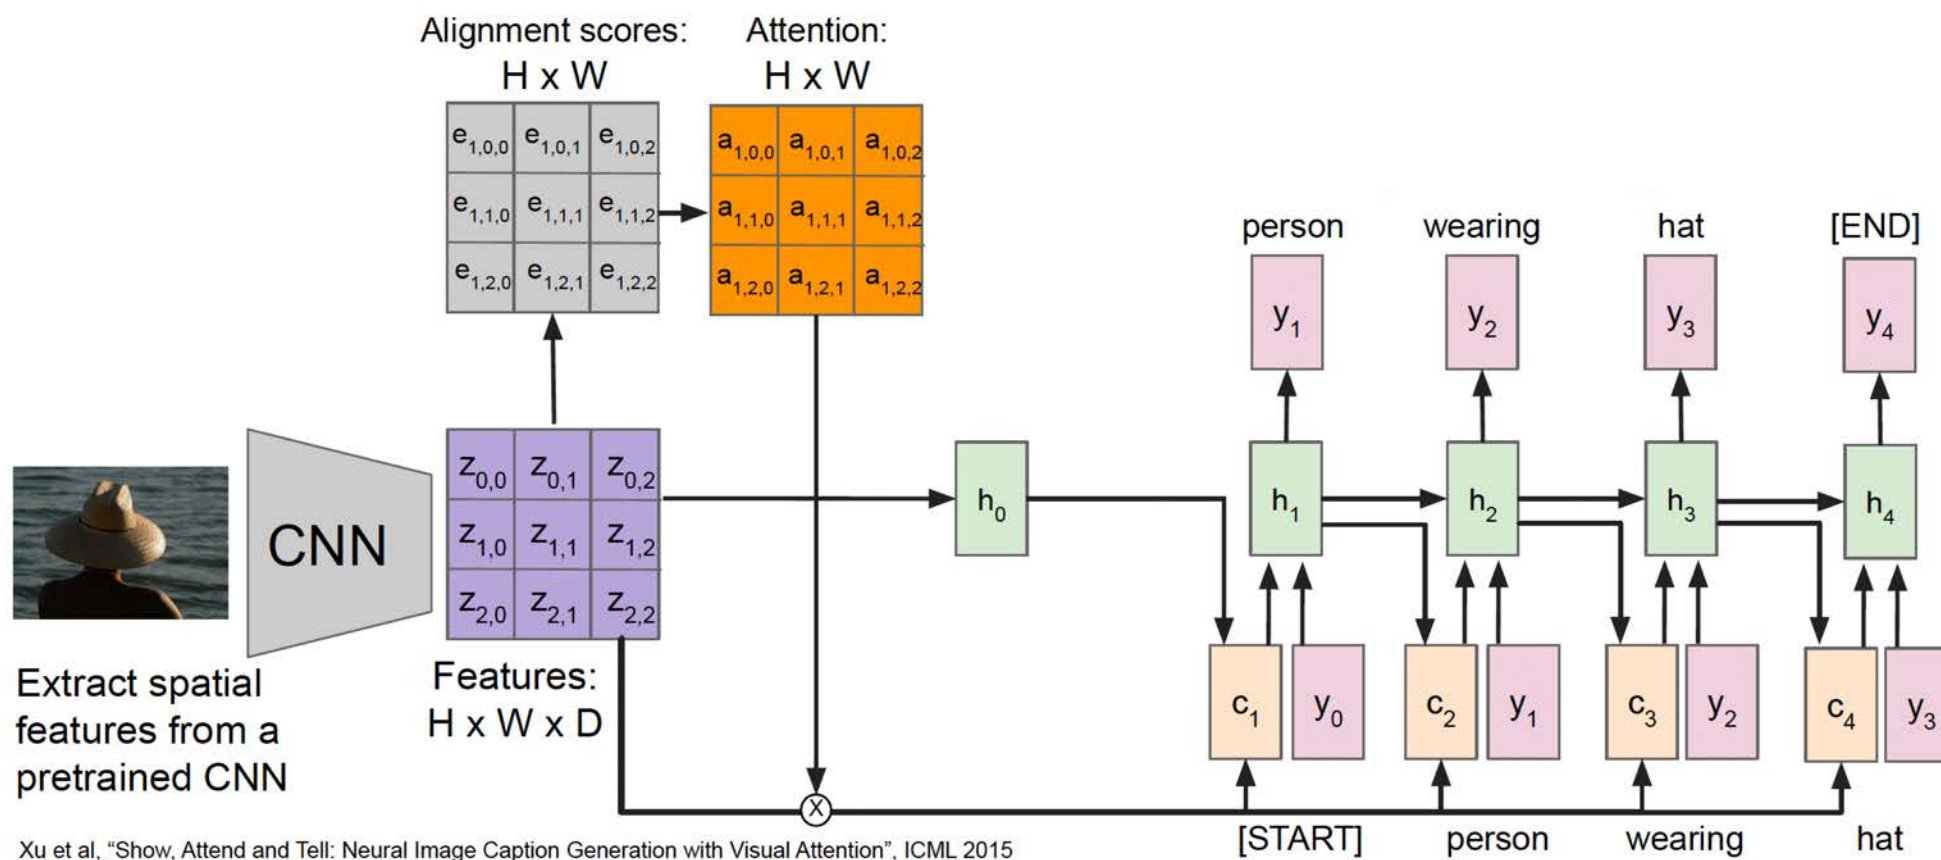 Alignment scores:
H x W
Attention:
H x W
e1,0,0 e1,0,1 e1,0,2
e1,1,0 e1,1,1 e1,1,2
e1,2,0 e1,2,1 e1,2,2
a1,0,0 a1,0,1 a1,0,2
a1,1,0 a1,1,1 a1,1,2
a1,2,0 a1,2,1 a1,2,2
person wearing hat [END]
y1 y2 y3 y4
CNN
z0,0 z0,1 z0,2
z1,0 z1,1 z1,2
z2,0 z2,1 z2,2
h0 h1 h2 h3 h4
Extract spatial
features from a
pretrained CNN
Features:
H x W x D
c1 y0 c2 y1 c3 y2 c4 y3
X
[START] person wearing hat
Xu et al, “Show, Attend and Tell: Neural Image Caption Generation with Visual Attention”, ICML 2015